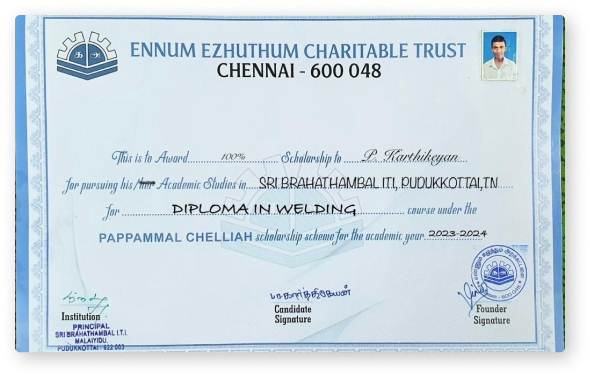 ENNUM EZHUTHUM CHARITABLE TRUST
CHENNAI - 600 048
This is to Award 100% Scholarship to P. Karthikeyan
for pursuing his/her Academic Studies in SRI BRAHATHAMBAL ITI, PUDUKKOTTAI, TN
for DIPLOMA IN WELDING course under the
PAPPAMMAL CHELLIAH scholarship scheme for the academic year 2023-2024
Institution
PRINCIPAL
SRI BRAHATHAMBAL I.T.I.
MALAIYIDU,
PUDUKKOTTAI - 622 003
Candidate
Signature
Founder
Signature